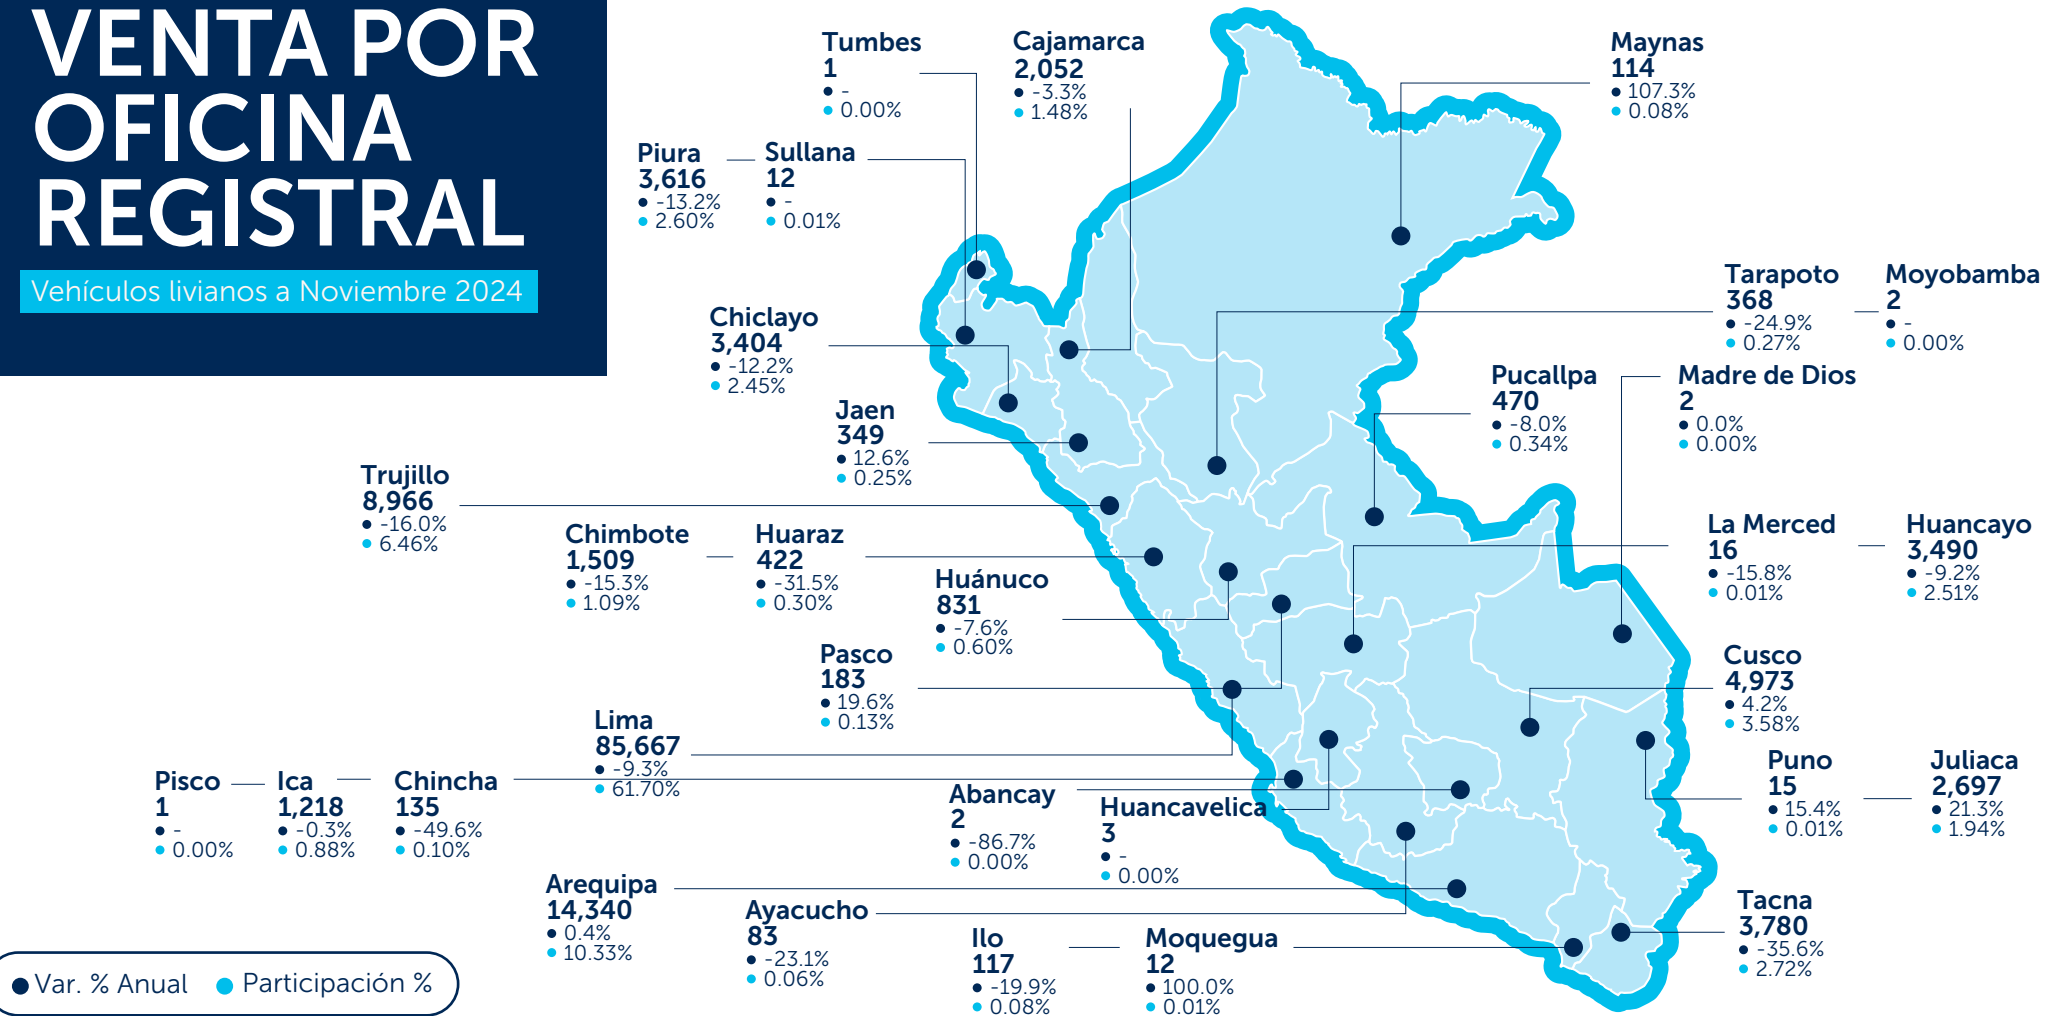 VENTA POR
OFICINA
REGISTRAL
Vehículos livianos a Noviembre 2024
Tumbes
1
-
0.00%
Cajamarca
2,052
-3.3%
1.48%
Maynas
114
107.3%
0.08%
Piura
3,616
-13.2%
2.60%
Sullana
12
-
0.01%
Tarapoto
368
-24.9%
0.27%
Moyobamba
2
-
0.00%
Chiclayo
3,404
-12.2%
2.45%
Pucallpa
470
-8.0%
0.34%
Madre de Dios
2
0.0%
0.00%
Jaen
349
12.6%
0.25%
Trujillo
8,966
-16.0%
6.46%
Chimbote
1,509
-15.3%
1.09%
Huaraz
422
-31.5%
0.30%
La Merced
16
-15.8%
0.01%
Huancayo
3,490
-9.2%
2.51%
Huánuco
831
-7.6%
0.60%
Pasco
183
19.6%
0.13%
Cusco
4,973
4.2%
3.58%
Lima
85,667
-9.3%
61.70%
Puno
15
15.4%
0.01%
Juliaca
2,697
21.3%
1.94%
Pisco
1
-
0.00%
Ica
1,218
-0.3%
0.88%
Chincha
135
-49.6%
0.10%
Abancay
2
-86.7%
0.00%
Huancavelica
3
-
0.00%
Arequipa
14,340
0.4%
10.33%
Ayacucho
83
-23.1%
0.06%
Ilo
117
-19.9%
0.08%
Moquegua
12
100.0%
0.01%
Tacna
3,780
-35.6%
2.72%
Var. % Anual
Participación %